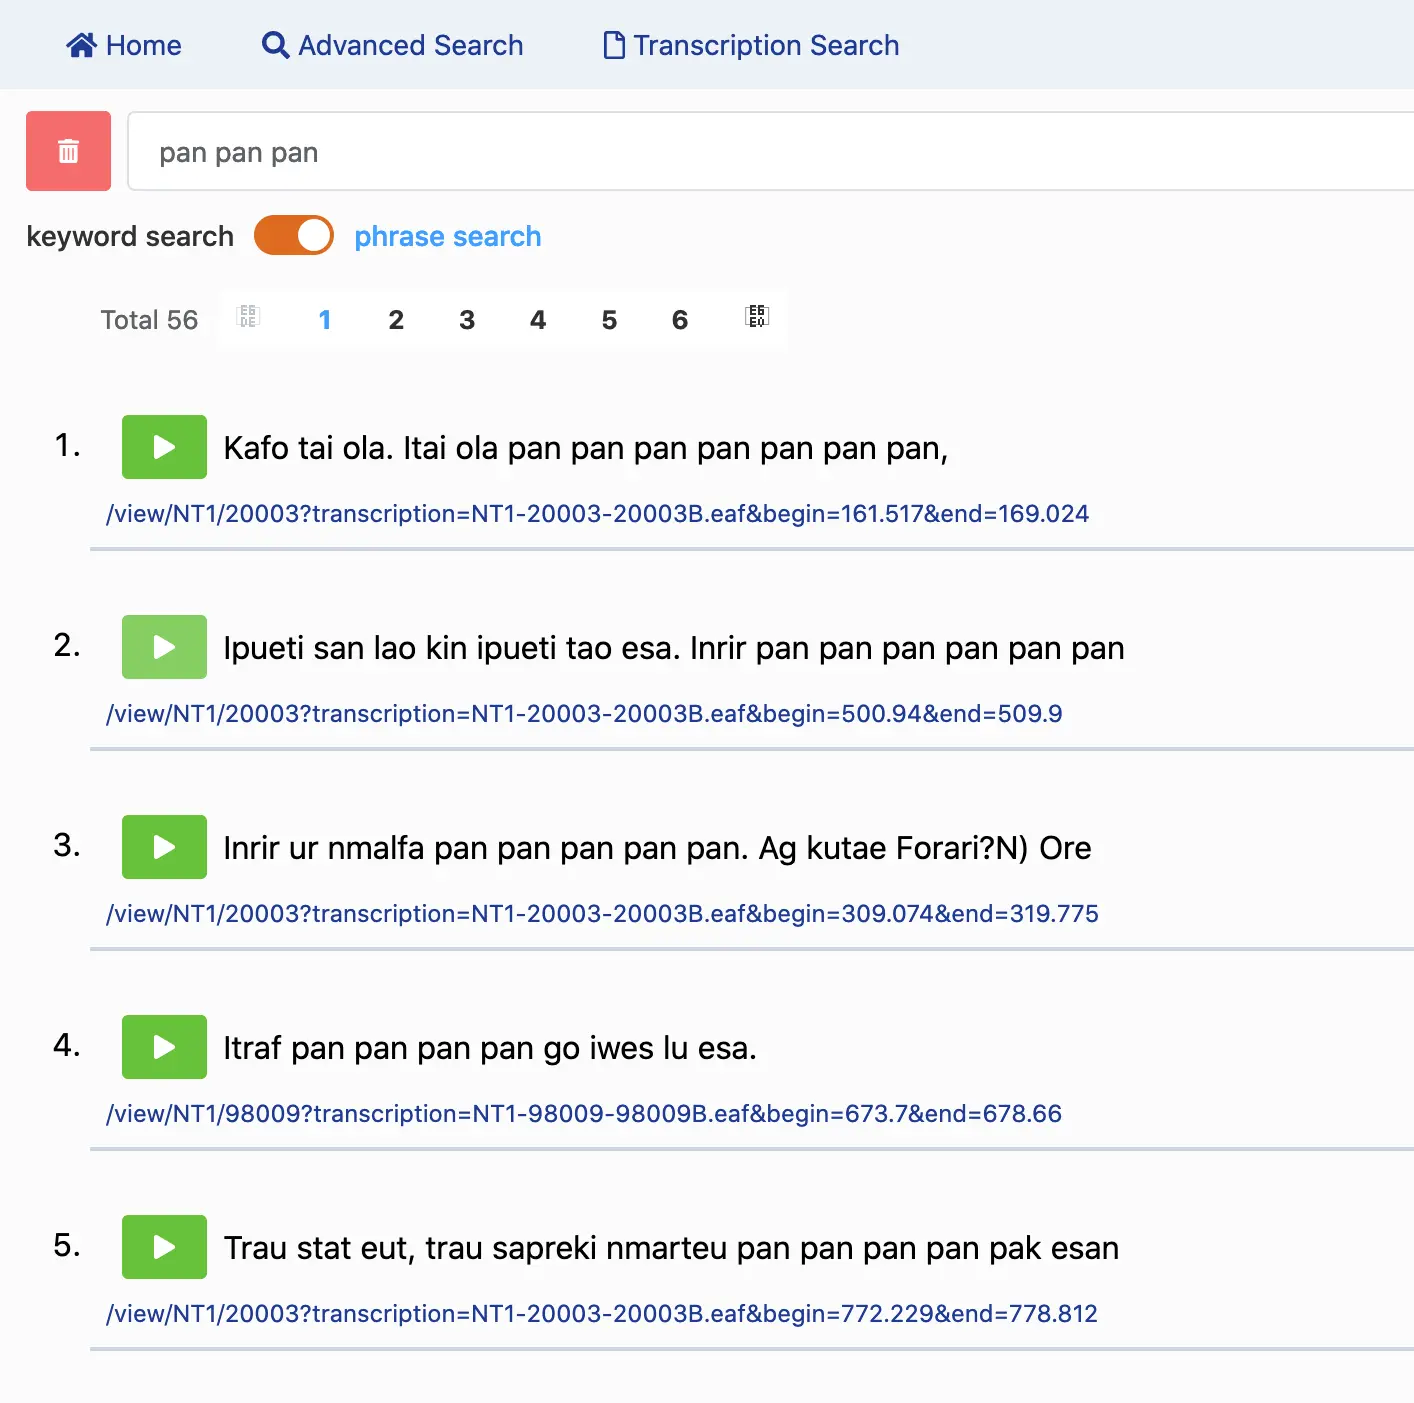 Home Advanced Search Transcription Search
pan pan pan
keyword search phrase search
Total 56 1 2 3 4 5 6
1. Kafo tai ola. Itai ola pan pan pan pan pan pan pan,
/view/NT1/20003?transcription=NT1-20003-20003B.eaf&begin=161.517&end=169.024
2. Ipueti san lao kin ipueti tao esa. Inrir pan pan pan pan pan pan
/view/NT1/20003?transcription=NT1-20003-20003B.eaf&begin=500.94&end=509.9
3. Inrir ur nmalfa pan pan pan pan pan. Ag kutae Forari?N) Ore
/view/NT1/20003?transcription=NT1-20003-20003B.eaf&begin=309.074&end=319.775
4. Itraf pan pan pan pan go iwes lu esa.
/view/NT1/98009?transcription=NT1-98009-98009B.eaf&begin=673.7&end=678.66
5. Trau stat eut, trau sapreki nmarteu pan pan pan pan pak esan
/view/NT1/20003?transcription=NT1-20003-20003B.eaf&begin=772.229&end=778.812